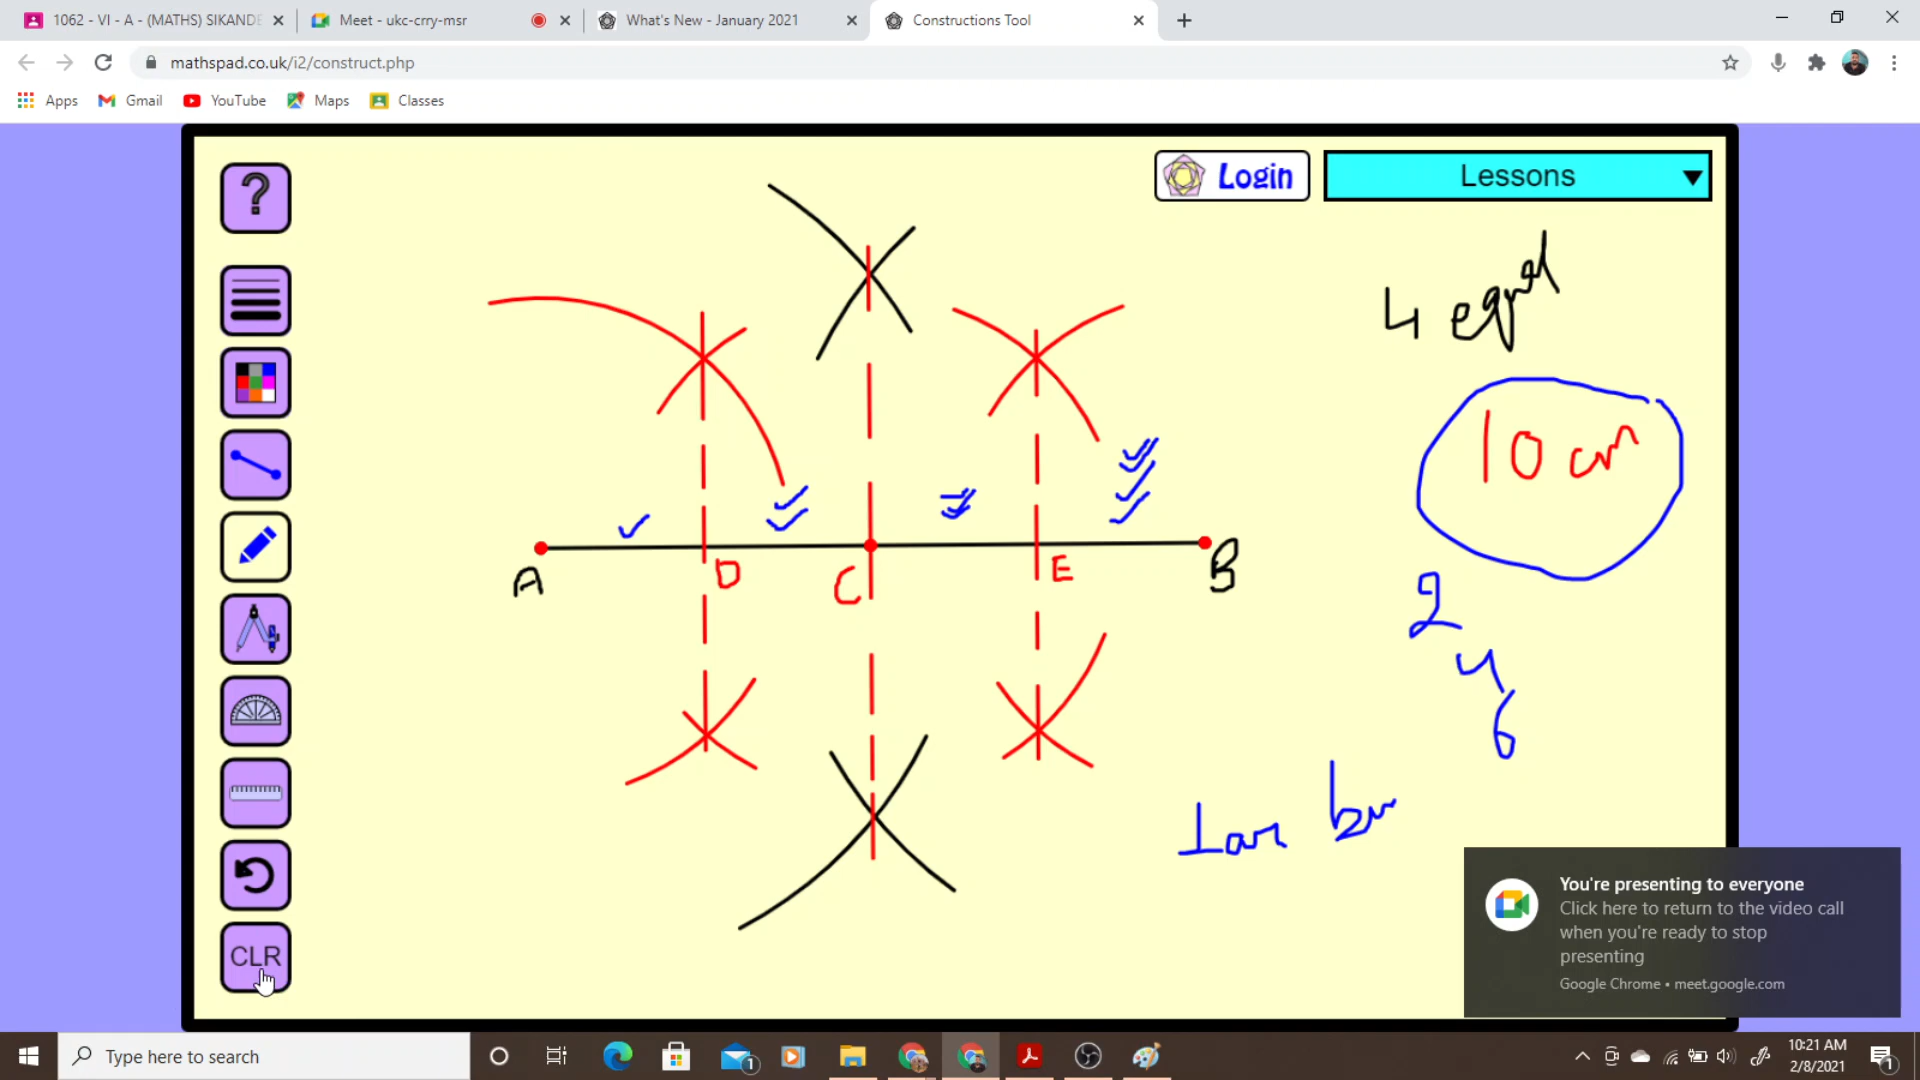 1062 - VI - A - (MATHS) SIKANDE
Meet - ukc-crry-msr
What's New - January 2021
Constructions Tool
mathspad.co.uk/i2/construct.php
Apps
Gmail
YouTube
Maps
Classes
?
Login
Lessons
4 equal
10 cm
A
D
C
E
B
2
4
6
CLR
You're presenting to everyone
Click here to return to the video call
when you're ready to stop
presenting
Google Chrome • meet.google.com
Type here to search
1
10:21 AM
2/8/2021
1